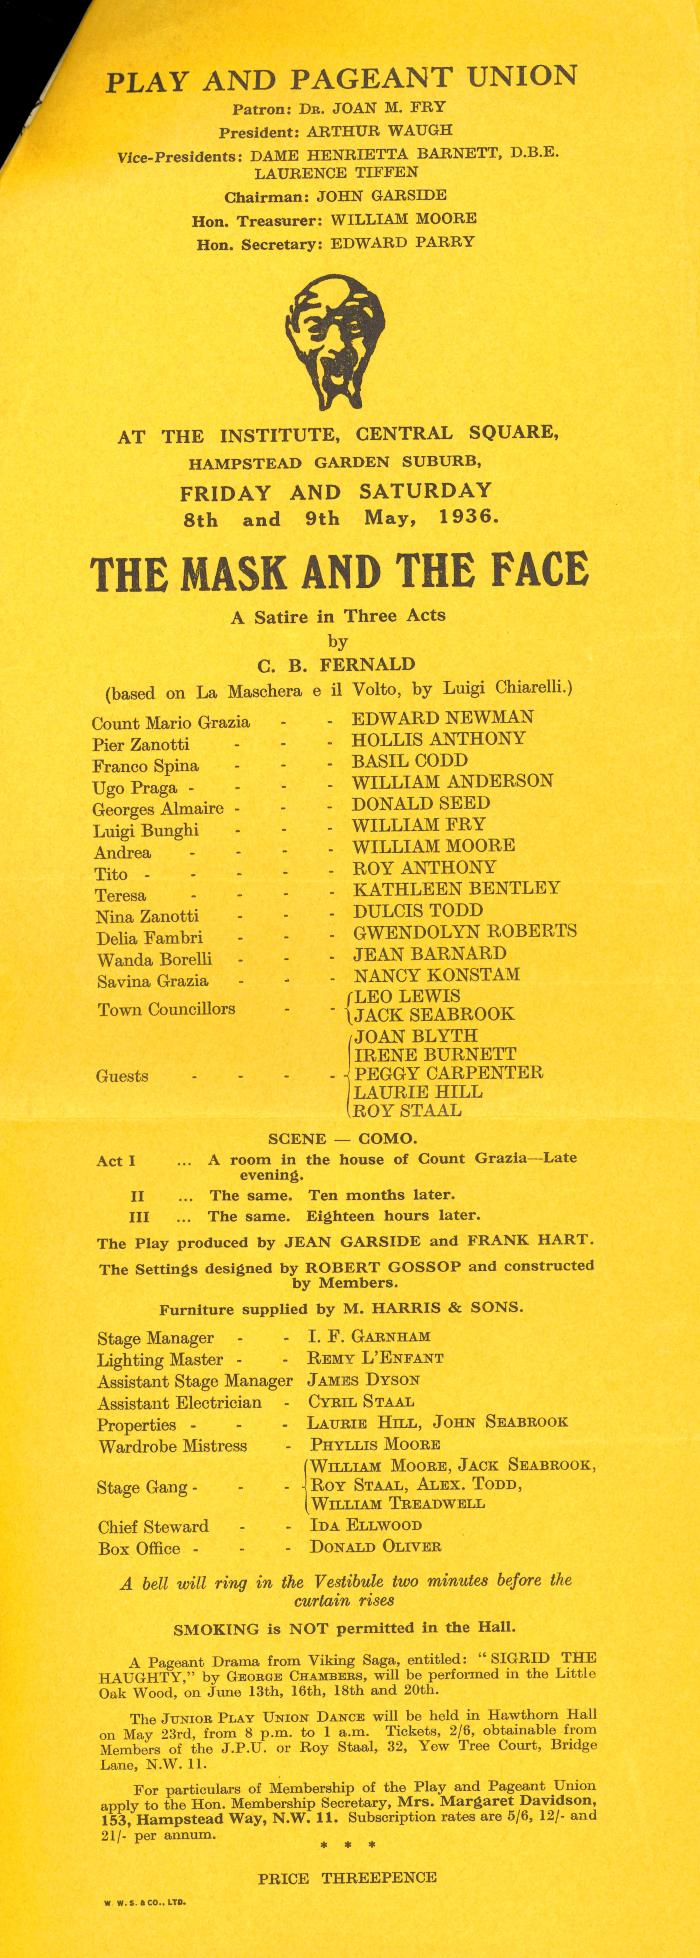 PLAY AND PAGEANT UNION
Patron: DR. JOAN M. FRY
President: ARTHUR WAUGH
Vice-Presidents: DAME HENRIETTA BARNETT, D.B.E.
LAURENCE TIFFEN
Chairman: JOHN GARSIDE
Hon. Treasurer: WILLIAM MOORE
Hon. Secretary: EDWARD PARRY
AT THE INSTITUTE, CENTRAL SQUARE,
HAMPSTEAD GARDEN SUBURB,
FRIDAY AND SATURDAY
8th and 9th May, 1936.
THE MASK AND THE FACE
A Satire in Three Acts
by
C. B. FERNALD
(based on La Maschera e il Volto, by Luigi Chiarelli.)
Count Mario Grazia - - EDWARD NEWMAN
Pier Zanotti - - - HOLLIS ANTHONY
Franco Spina - - - BASIL CODD
Ugo Praga - - - - WILLIAM ANDERSON
Georges Almaire - - - DONALD SEED
Luigi Bunghi - - - WILLIAM FRY
Andrea - - - - WILLIAM MOORE
Tito - - - - - ROY ANTHONY
Teresa - - - - KATHLEEN BENTLEY
Nina Zanotti - - - DULCIS TODD
Delia Fambri - - - GWENDOLYN ROBERTS
Wanda Borelli - - - JEAN BARNARD
Savina Grazia - - - NANCY KONSTAM
Town Councillors - - { LEO LEWIS
JACK SEABROOK
Guests - - - - { JOAN BLYTH
IRENE BURNETT
PEGGY CARPENTER
LAURIE HILL
ROY STAAL
SCENE — COMO.
Act I ... A room in the house of Count Grazia—Late
evening.
II ... The same. Ten months later.
III ... The same. Eighteen hours later.
The Play produced by JEAN GARSIDE and FRANK HART.
The Settings designed by ROBERT GOSSOP and constructed
by Members.
Furniture supplied by M. HARRIS & SONS.
Stage Manager - - I. F. GARNHAM
Lighting Master - - REMY L'ENFANT
Assistant Stage Manager JAMES DYSON
Assistant Electrician - CYRIL STAAL
Properties - - - LAURIE HILL, JOHN SEABROOK
Wardrobe Mistress - PHYLLIS MOORE
Stage Gang - - - { WILLIAM MOORE, JACK SEABROOK,
ROY STAAL, ALEX. TODD,
WILLIAM TREADWELL
Chief Steward - - IDA ELLWOOD
Box Office - - - DONALD OLIVER
A bell will ring in the Vestibule two minutes before the
curtain rises
SMOKING is NOT permitted in the Hall.
A Pageant Drama from Viking Saga, entitled: "SIGRID THE
HAUGHTY," by GEORGE CHAMBERS, will be performed in the Little
Oak Wood, on June 13th, 16th, 18th and 20th.
The JUNIOR PLAY UNION DANCE will be held in Hawthorn Hall
on May 23rd, from 8 p.m. to 1 a.m. Tickets, 2/6, obtainable from
Members of the J.P.U. or Roy Staal, 32, Yew Tree Court, Bridge
Lane, N.W. 11.
For particulars of Membership of the Play and Pageant Union
apply to the Hon. Membership Secretary, Mrs. Margaret Davidson,
153, Hampstead Way, N.W. 11. Subscription rates are 5/6, 12/- and
21/- per annum.
* * *
PRICE THREEPENCE
W. W. S. & CO., LTD.